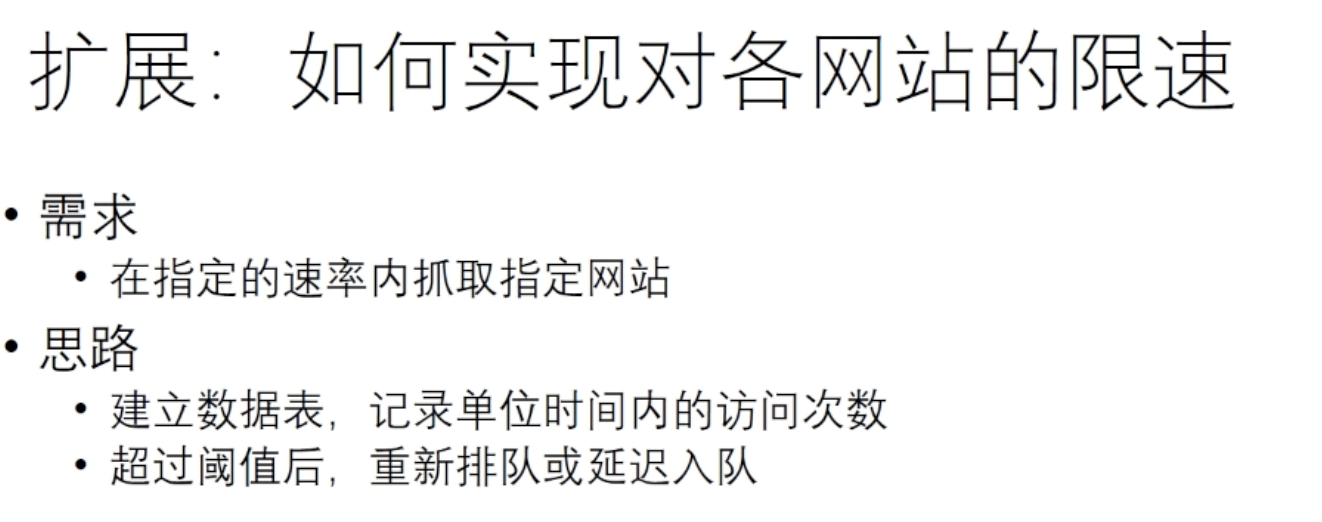 扩展：如何实现对各网站的限速
• 需求
• 在指定的速率内抓取指定网站
• 思路
• 建立数据表，记录单位时间内的访问次数
• 超过阈值后，重新排队或延迟入队